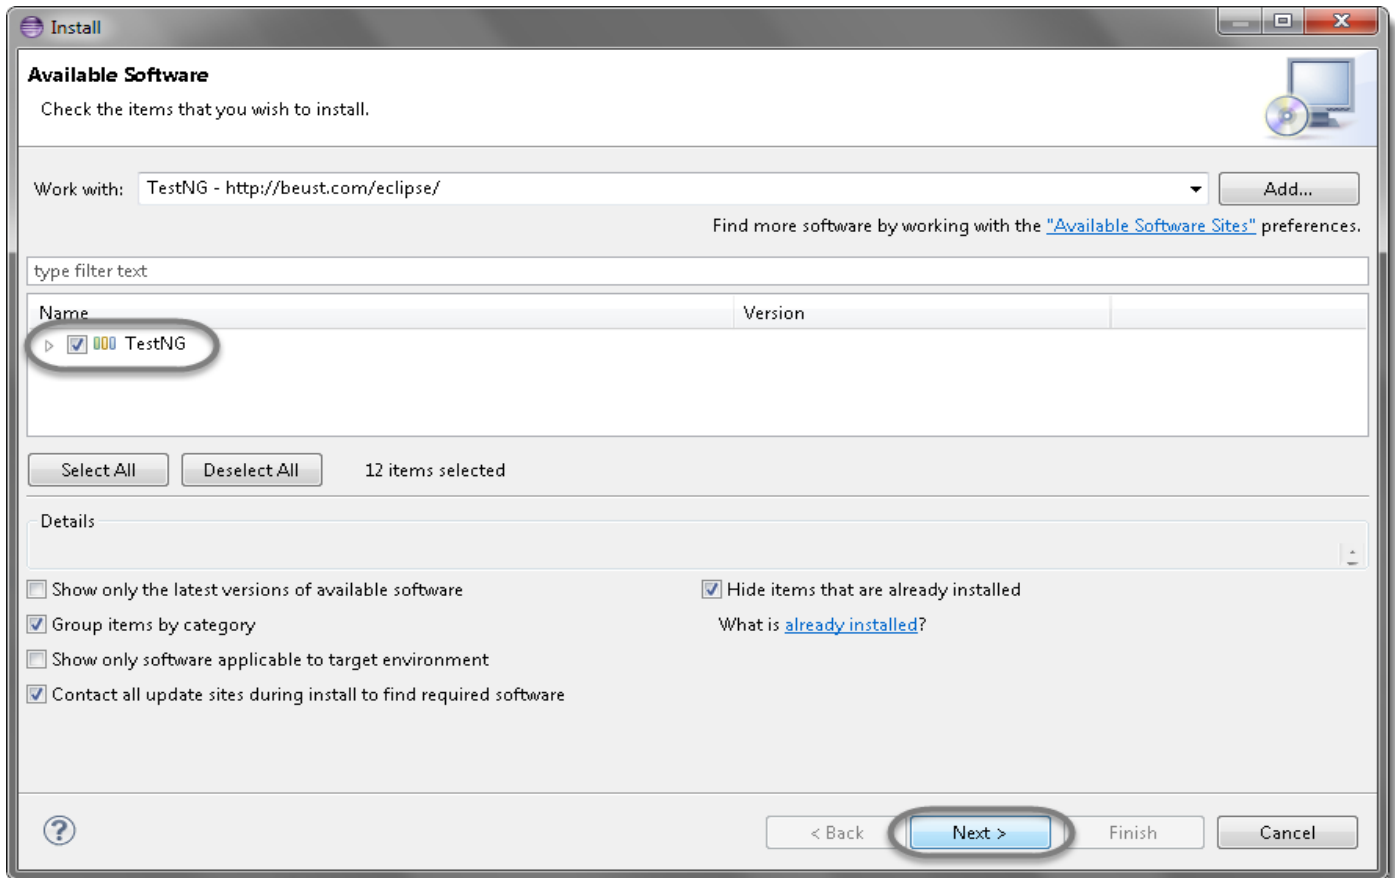 Install
Available Software
Check the items that you wish to install.
Work with: TestNG - http://beust.com/eclipse/ Add...
Find more software by working with the "Available Software Sites" preferences.
type filter text
Name Version
TestNG
Select All Deselect All 12 items selected
Details
Show only the latest versions of available software Hide items that are already installed
Group items by category What is already installed?
Show only software applicable to target environment
Contact all update sites during install to find required software
? < Back Next > Finish Cancel